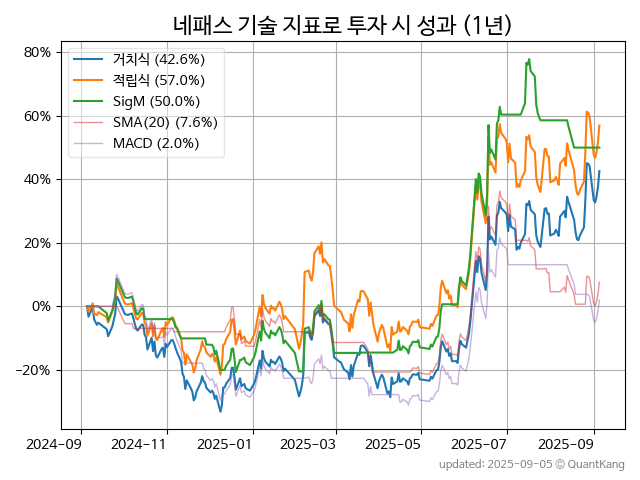 네패스 기술 지표로 투자 시 성과 (1년)
80%
60%
40%
20%
0%
−20%
거치식 (42.6%)
적립식 (57.0%)
SigM (50.0%)
SMA(20) (7.6%)
MACD (2.0%)
2024-09 2024-11 2025-01 2025-03 2025-05 2025-07 2025-09
updated: 2025-09-05 © QuantKang